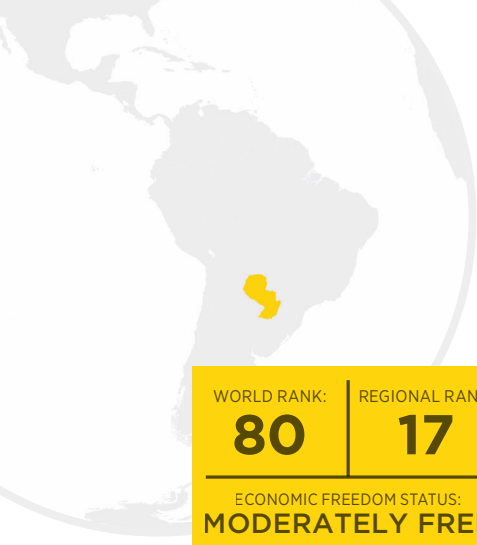 WORLD RANK:
REGIONAL RAN
80
17
ECONOMIC FREEDOM STATUS:
MODERATELY FRE